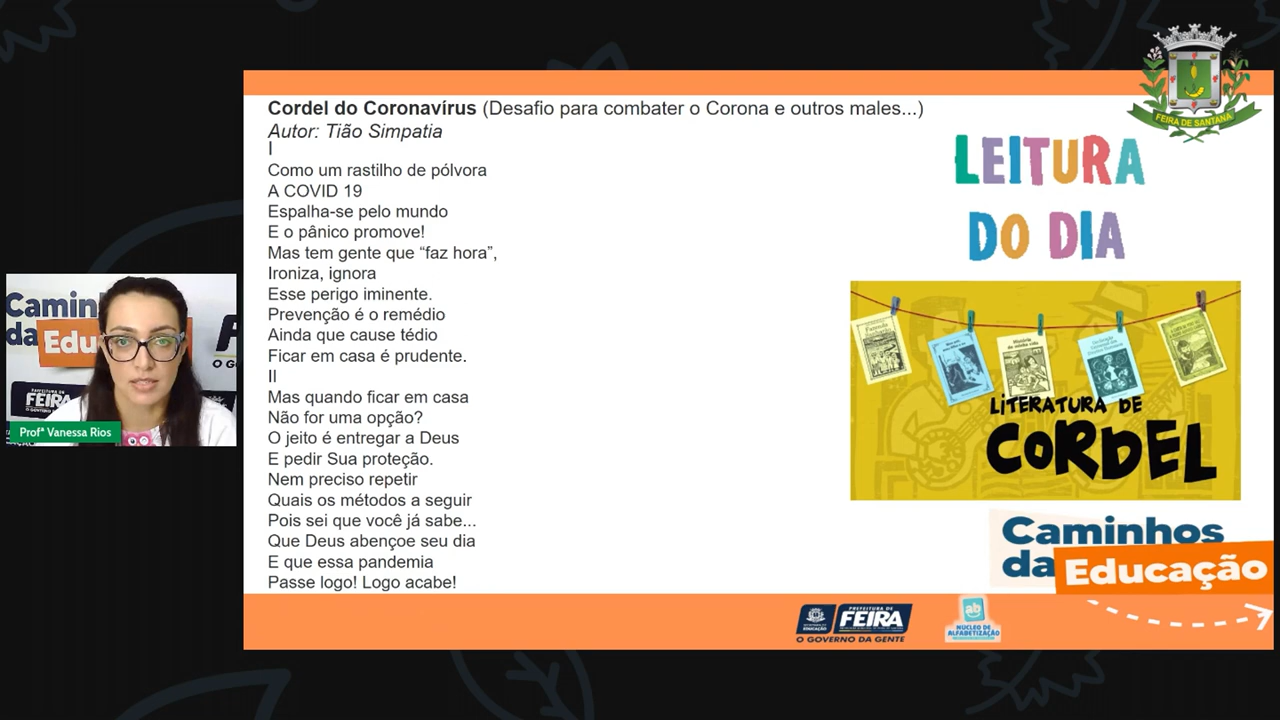 FEIRA DE SANTANA
Cordel do Coronavírus (Desafio para combater o Corona e outros males...)
Autor: Tião Simpatia
I
Como um rastilho de pólvora
A COVID 19
Espalha-se pelo mundo
E o pânico promove!
Mas tem gente que “faz hora”,
Ironiza, ignora
Esse perigo iminente.
Prevenção é o remédio
Ainda que cause tédio
Ficar em casa é prudente.
II
Mas quando ficar em casa
Não for uma opção?
O jeito é entregar a Deus
E pedir Sua proteção.
Nem preciso repetir
Quais os métodos a seguir
Pois sei que você já sabe...
Que Deus abençoe seu dia
E que essa pandemia
Passe logo! Logo acabe!
LEITURA
DO DIA
LITERATURA DE
CORDEL
Caminhos
da Educação
PREFEITURA DE
FEIRA
O GOVERNO DA GENTE
NÚCLEO DE
ALFABETIZAÇÃO
Profª Vanessa Rios